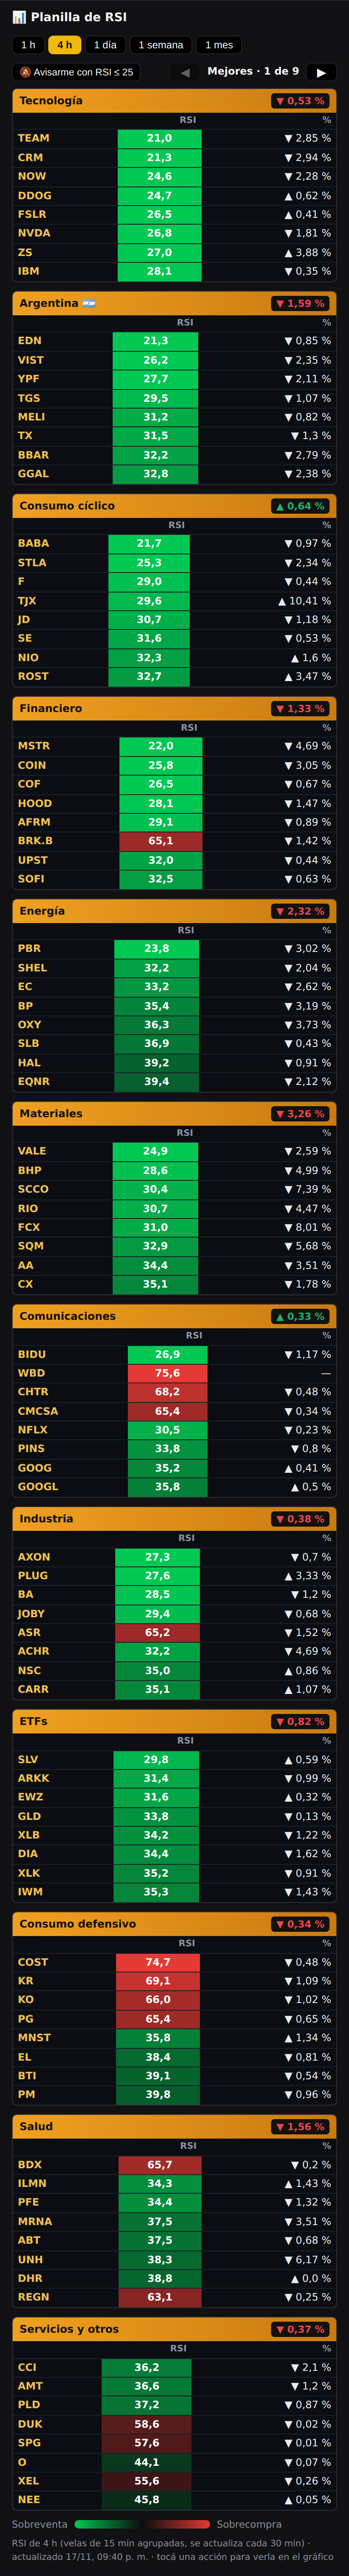 📊 Planilla de RSI
1 h 4 h 1 día 1 semana 1 mes
🔕 Avisarme con RSI ≤ 25 ◀ Mejores · 1 de 9 ▶
Tecnología ▼ 0,53 %
RSI %
TEAM 21,0 ▼ 2,85 %
CRM 21,3 ▼ 2,94 %
NOW 24,6 ▼ 2,28 %
DDOG 24,7 ▲ 0,62 %
FSLR 26,5 ▲ 0,41 %
NVDA 26,8 ▼ 1,81 %
ZS 27,0 ▲ 3,88 %
IBM 28,1 ▼ 0,35 %
Argentina 🇦🇷 ▼ 1,59 %
RSI %
EDN 21,3 ▼ 0,85 %
VIST 26,2 ▼ 2,35 %
YPF 27,7 ▼ 2,11 %
TGS 29,5 ▼ 1,07 %
MELI 31,2 ▼ 0,82 %
TX 31,5 ▼ 1,3 %
BBAR 32,2 ▼ 2,79 %
GGAL 32,8 ▼ 2,38 %
Consumo cíclico ▲ 0,64 %
RSI %
BABA 21,7 ▼ 0,97 %
STLA 25,3 ▼ 2,34 %
F 29,0 ▼ 0,44 %
TJX 29,6 ▲ 10,41 %
JD 30,7 ▼ 1,18 %
SE 31,6 ▼ 0,53 %
NIO 32,3 ▲ 1,6 %
ROST 32,7 ▲ 3,47 %
Financiero ▼ 1,33 %
RSI %
MSTR 22,0 ▼ 4,69 %
COIN 25,8 ▼ 3,05 %
COF 26,5 ▼ 0,67 %
HOOD 28,1 ▼ 1,47 %
AFRM 29,1 ▼ 0,89 %
BRK.B 65,1 ▼ 1,42 %
UPST 32,0 ▼ 0,44 %
SOFI 32,5 ▼ 0,63 %
Energía ▼ 2,32 %
RSI %
PBR 23,8 ▼ 3,02 %
SHEL 32,2 ▼ 2,04 %
EC 33,2 ▼ 2,62 %
BP 35,4 ▼ 3,19 %
OXY 36,3 ▼ 3,73 %
SLB 36,9 ▼ 0,43 %
HAL 39,2 ▼ 0,91 %
EQNR 39,4 ▼ 2,12 %
Materiales ▼ 3,26 %
RSI %
VALE 24,9 ▼ 2,59 %
BHP 28,6 ▼ 4,99 %
SCCO 30,4 ▼ 7,39 %
RIO 30,7 ▼ 4,47 %
FCX 31,0 ▼ 8,01 %
SQM 32,9 ▼ 5,68 %
AA 34,4 ▼ 3,51 %
CX 35,1 ▼ 1,78 %
Comunicaciones ▲ 0,33 %
RSI %
BIDU 26,9 ▼ 1,17 %
WBD 75,6 —
CHTR 68,2 ▼ 0,48 %
CMCSA 65,4 ▼ 0,34 %
NFLX 30,5 ▼ 0,23 %
PINS 33,8 ▼ 0,8 %
GOOG 35,2 ▲ 0,41 %
GOOGL 35,8 ▲ 0,5 %
Industria ▼ 0,38 %
RSI %
AXON 27,3 ▼ 0,7 %
PLUG 27,6 ▲ 3,33 %
BA 28,5 ▼ 1,2 %
JOBY 29,4 ▼ 0,68 %
ASR 65,2 ▼ 1,52 %
ACHR 32,2 ▼ 4,69 %
NSC 35,0 ▲ 0,86 %
CARR 35,1 ▲ 1,07 %
ETFs ▼ 0,82 %
RSI %
SLV 29,8 ▲ 0,59 %
ARKK 31,4 ▼ 0,99 %
EWZ 31,6 ▲ 0,32 %
GLD 33,8 ▼ 0,13 %
XLB 34,2 ▼ 1,22 %
DIA 34,4 ▼ 1,62 %
XLK 35,2 ▼ 0,91 %
IWM 35,3 ▼ 1,43 %
Consumo defensivo ▼ 0,34 %
RSI %
COST 74,7 ▼ 0,48 %
KR 69,1 ▼ 1,09 %
KO 66,0 ▼ 1,02 %
PG 65,4 ▼ 0,65 %
MNST 35,8 ▲ 1,34 %
EL 38,4 ▼ 0,81 %
BTI 39,1 ▼ 0,54 %
PM 39,8 ▼ 0,96 %
Salud ▼ 1,56 %
RSI %
BDX 65,7 ▼ 0,2 %
ILMN 34,3 ▲ 1,43 %
PFE 34,4 ▼ 1,32 %
MRNA 37,5 ▼ 3,51 %
ABT 37,5 ▼ 0,68 %
UNH 38,3 ▼ 6,17 %
DHR 38,8 ▲ 0,0 %
REGN 63,1 ▼ 0,25 %
Servicios y otros ▼ 0,37 %
RSI %
CCI 36,2 ▼ 2,1 %
AMT 36,6 ▼ 1,2 %
PLD 37,2 ▼ 0,87 %
DUK 58,6 ▼ 0,02 %
SPG 57,6 ▼ 0,01 %
O 44,1 ▼ 0,07 %
XEL 55,6 ▼ 0,26 %
NEE 45,8 ▲ 0,05 %
Sobreventa Sobrecompra
RSI de 4 h (velas de 15 min agrupadas, se actualiza cada 30 min) ·
actualizado 17/11, 09:40 p. m. · tocá una acción para verla en el gráfico